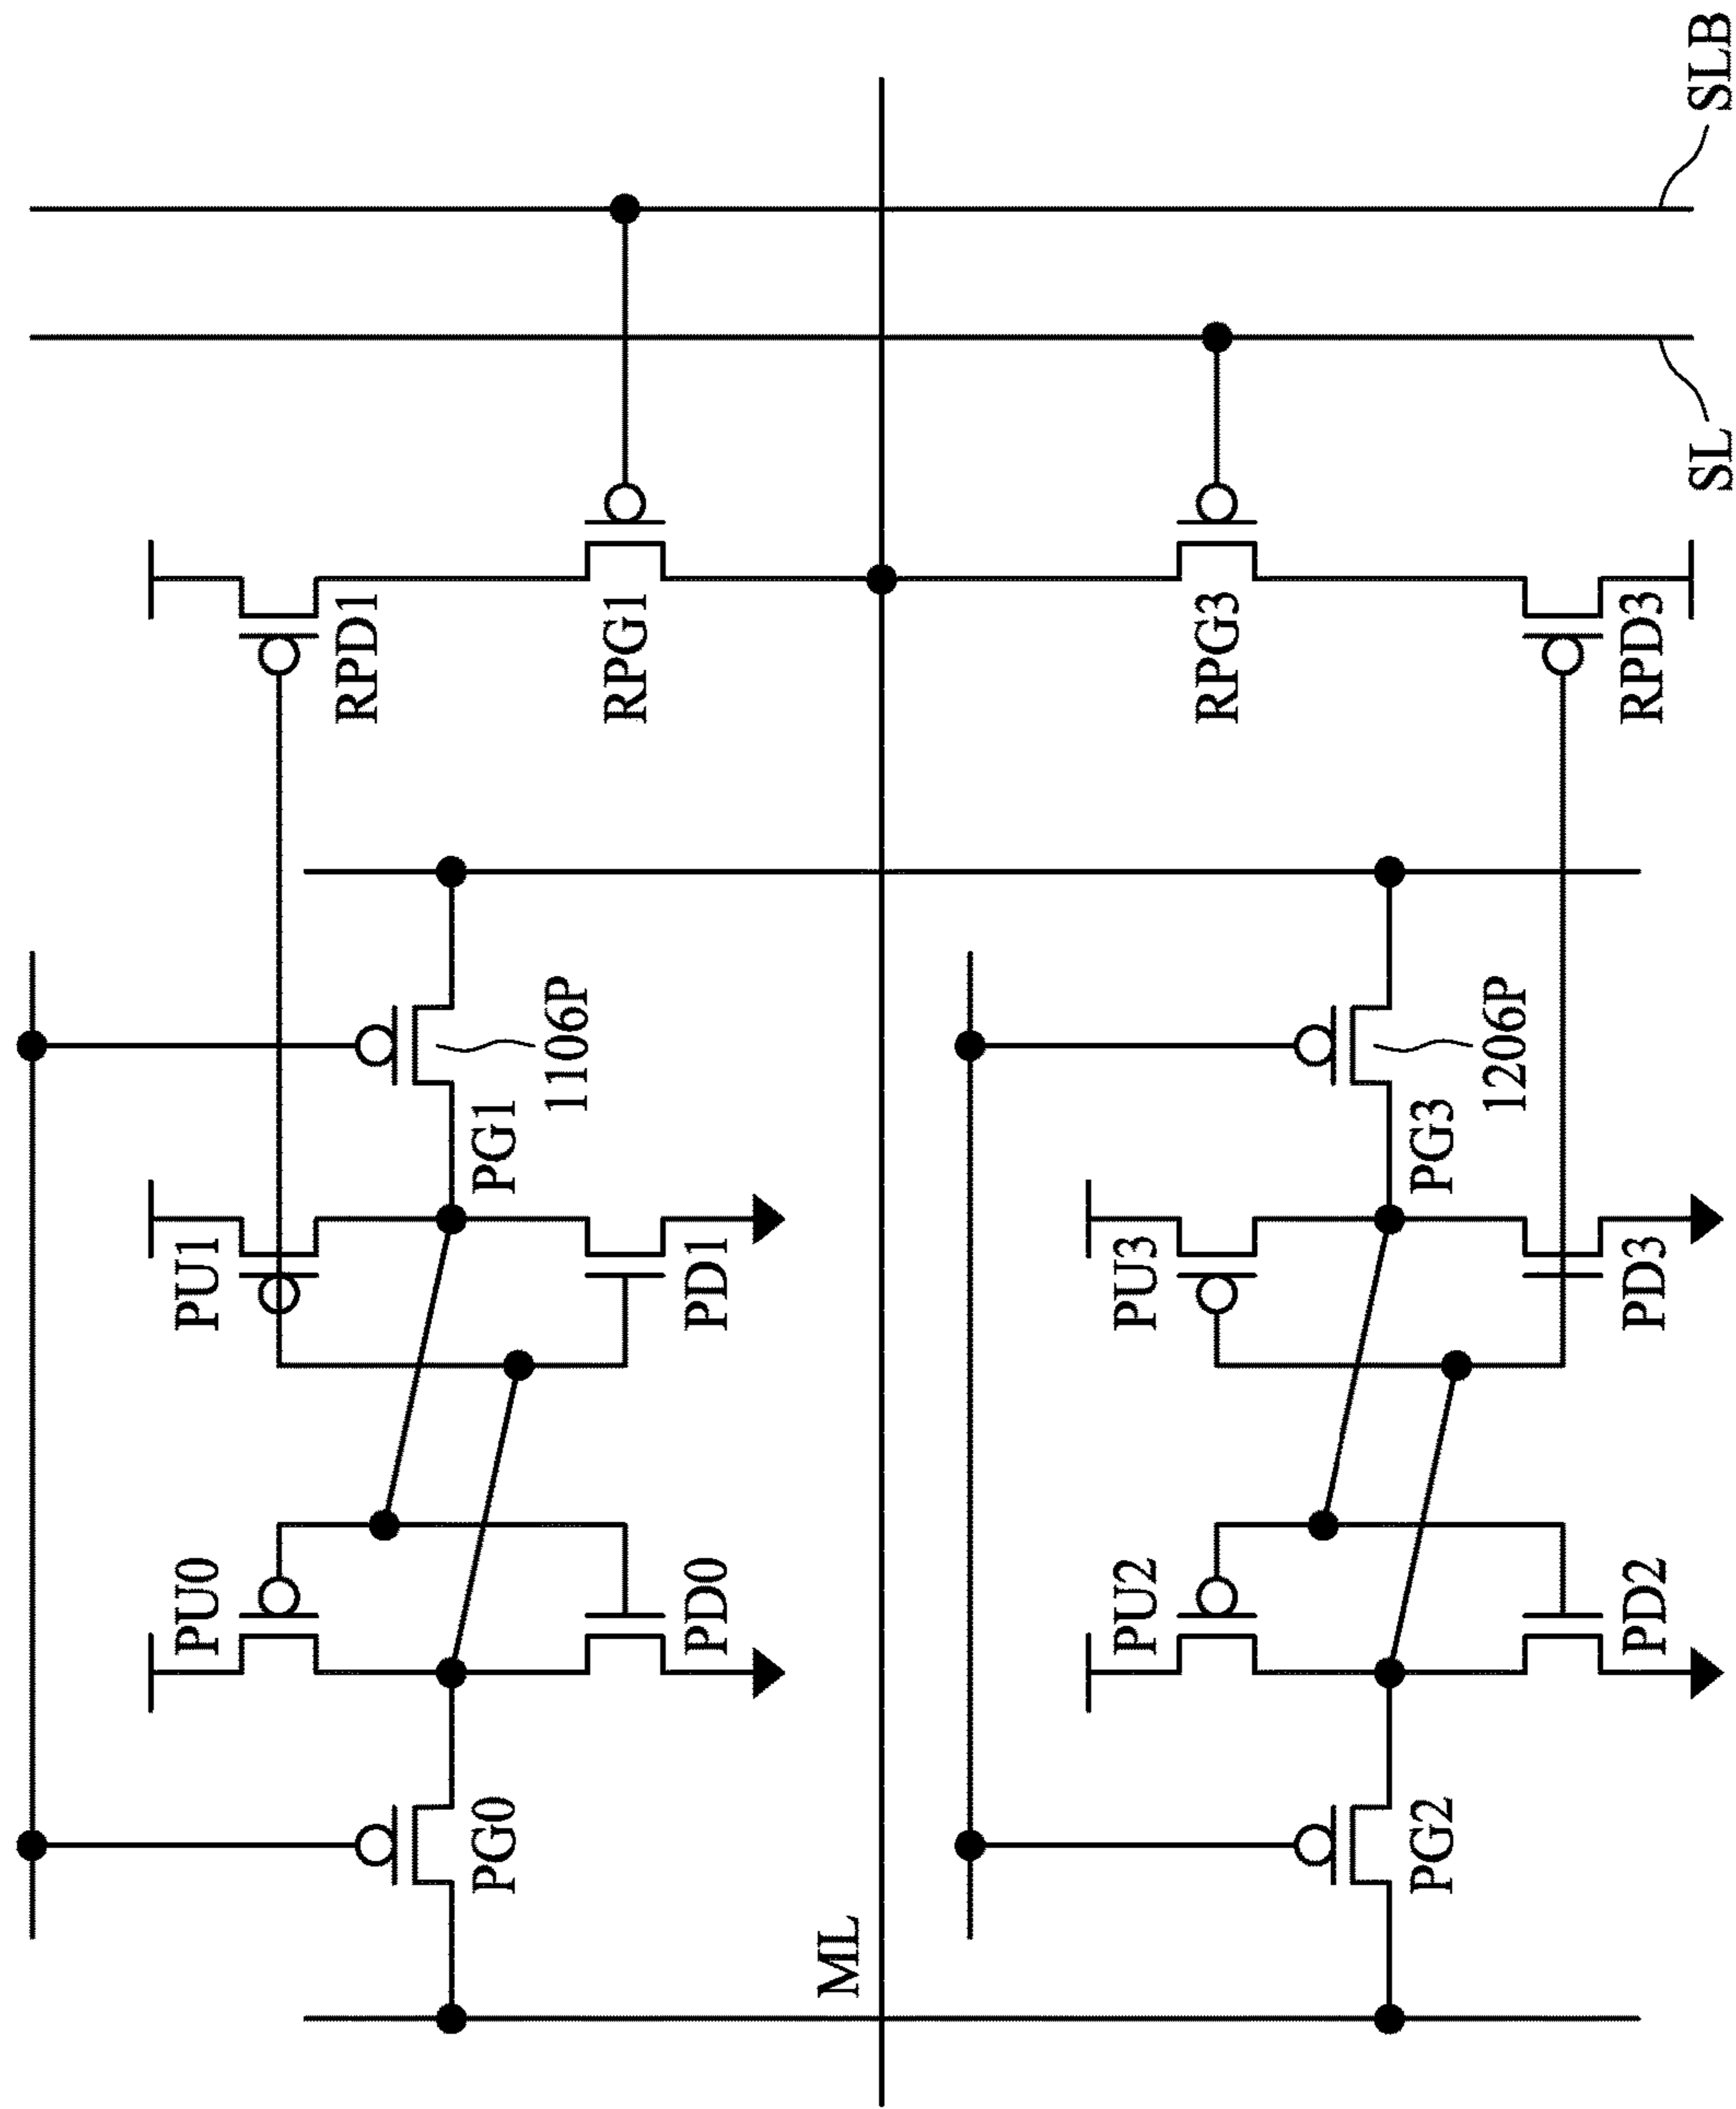 SLB
SL
RPD1
RPG1
RPG3
RPD3
1106P
1206P
PG1
PG3
PU1
PD1
PU3
PD3
PU0
PD0
PU2
PD2
PG0
PG2
ML